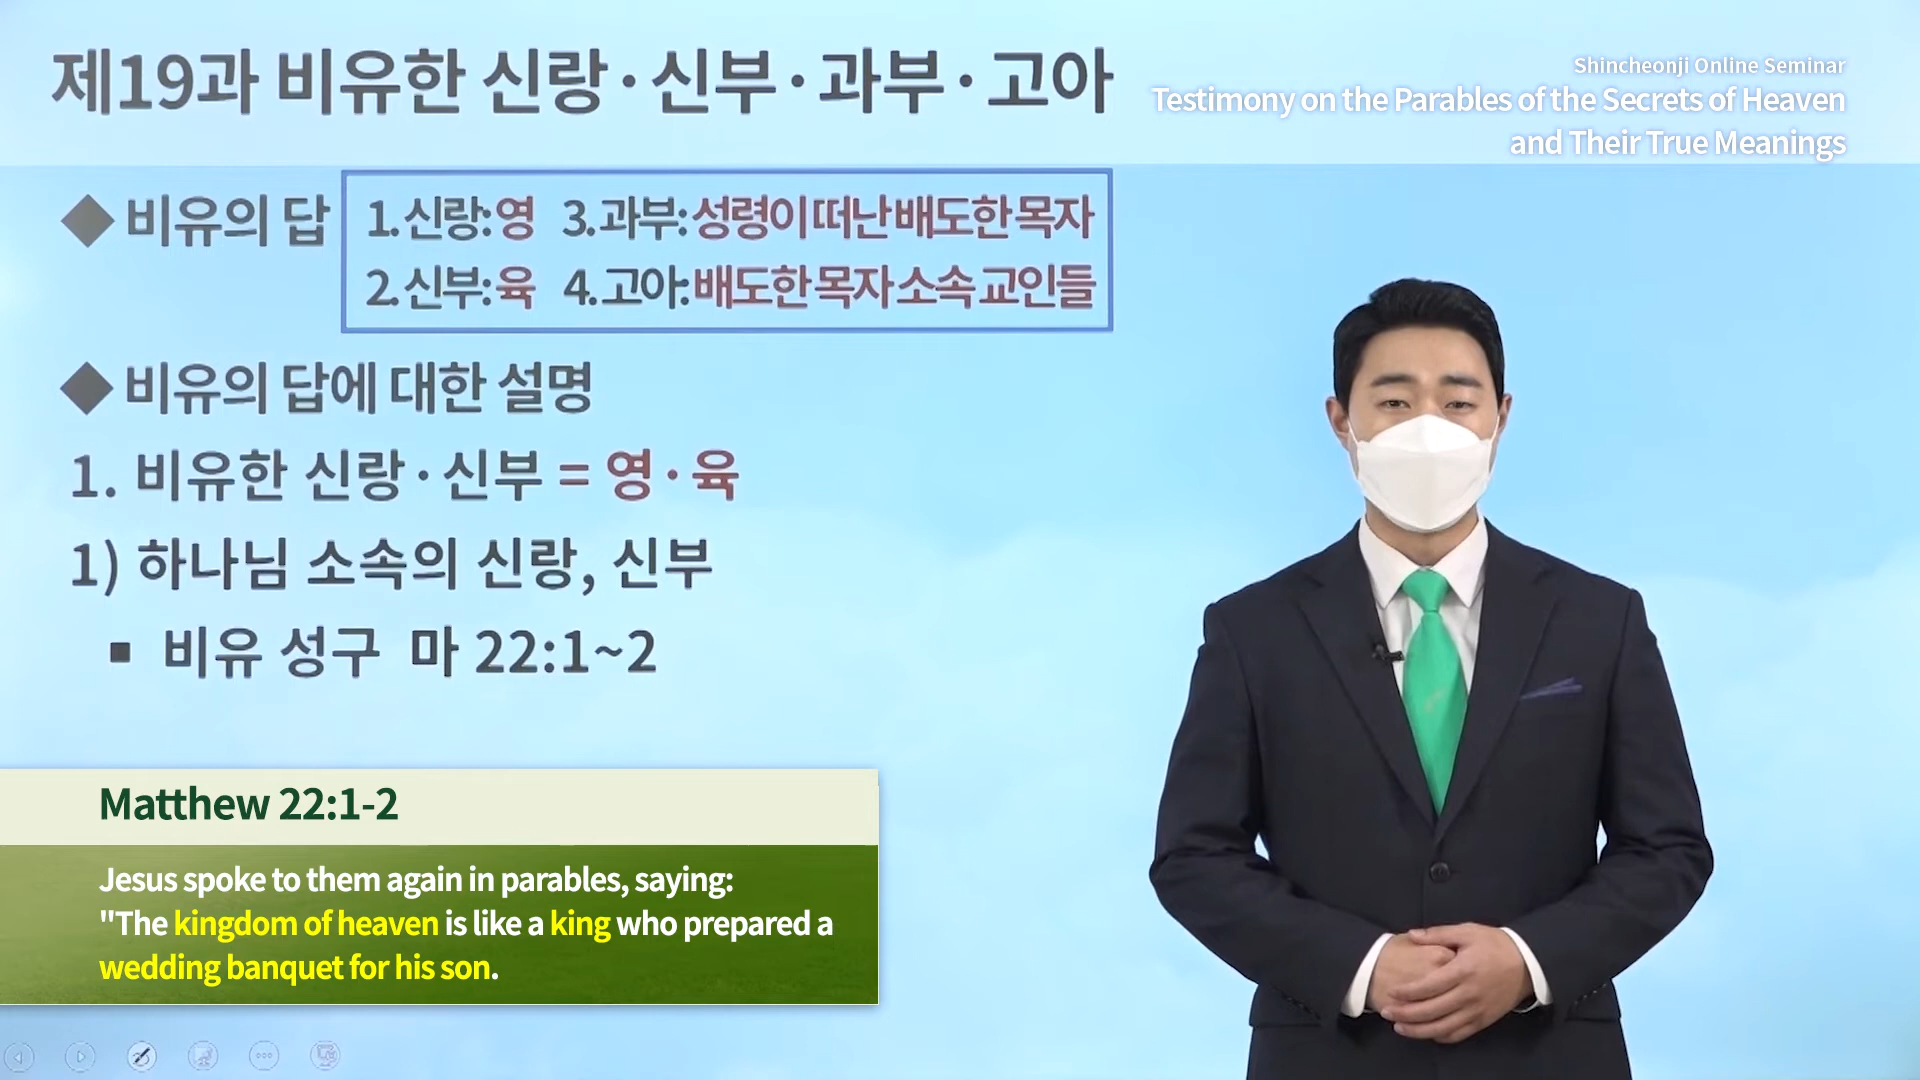 제19과 비유한 신랑·신부·과부·고아
Shincheonji Online Seminar
Testimony on the Parables of the Secrets of Heaven
and Their True Meanings
◆ 비유의 답
1. 신랑: 영 3. 과부: 성령이 떠난 배도한 목자
2. 신부: 육 4. 고아: 배도한 목자 소속 교인들
◆ 비유의 답에 대한 설명
1. 비유한 신랑·신부 = 영·육
1) 하나님 소속의 신랑, 신부
▪ 비유 성구 마 22:1~2
Matthew 22:1-2
Jesus spoke to them again in parables, saying:
"The kingdom of heaven is like a king who prepared a
wedding banquet for his son.